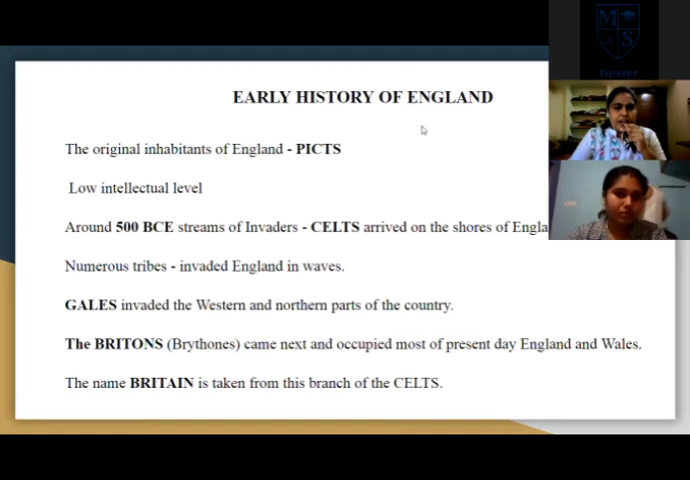 M
S
Tipster
EARLY HISTORY OF ENGLAND
The original inhabitants of England - PICTS
Low intellectual level
Around 500 BCE streams of Invaders - CELTS arrived on the shores of Engla
Numerous tribes - invaded England in waves.
GALES invaded the Western and northern parts of the country.
The BRITONS (Brythones) came next and occupied most of present day England and Wales.
The name BRITAIN is taken from this branch of the CELTS.